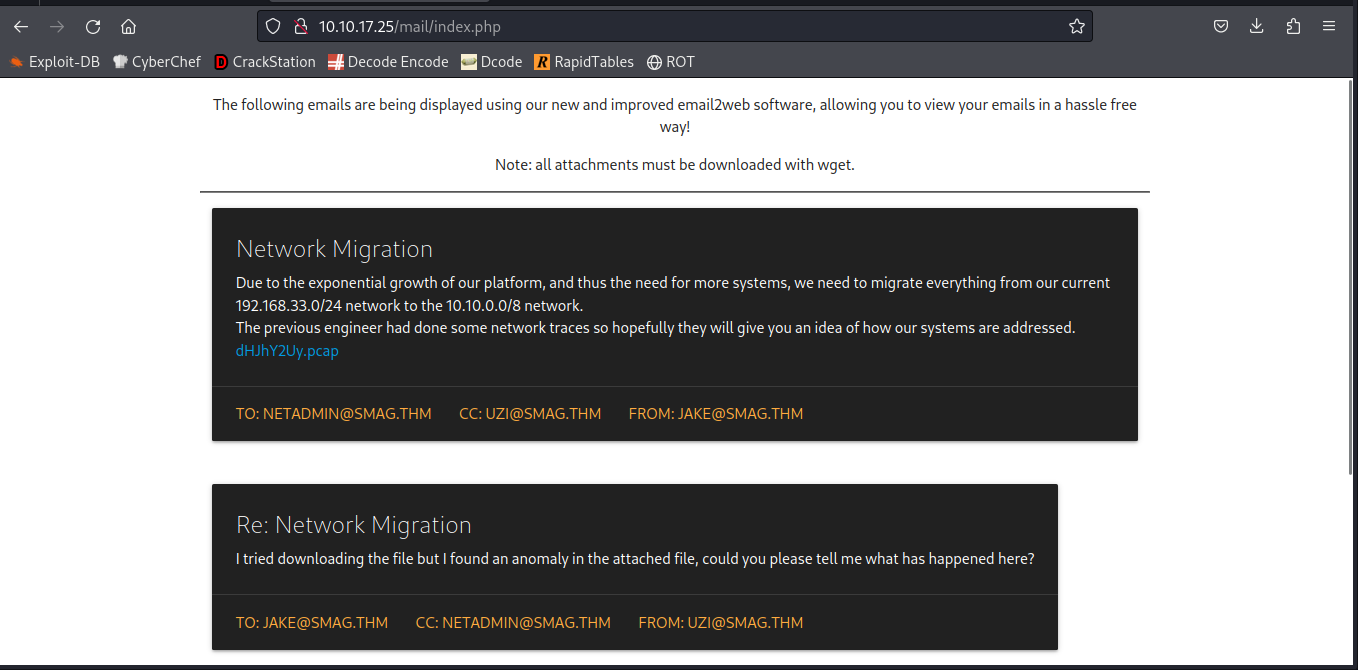 10.10.17.25/mail/index.php
Exploit-DB CyberChef CrackStation Decode Encode Dcode RapidTables ROT
The following emails are being displayed using our new and improved email2web software, allowing you to view your emails in a hassle free
way!
Note: all attachments must be downloaded with wget.
Network Migration
Due to the exponential growth of our platform, and thus the need for more systems, we need to migrate everything from our current
192.168.33.0/24 network to the 10.10.0.0/8 network.
The previous engineer had done some network traces so hopefully they will give you an idea of how our systems are addressed.
dHJhY2Uy.pcap
TO: NETADMIN@SMAG.THM CC: UZI@SMAG.THM FROM: JAKE@SMAG.THM
Re: Network Migration
I tried downloading the file but I found an anomaly in the attached file, could you please tell me what has happened here?
TO: JAKE@SMAG.THM CC: NETADMIN@SMAG.THM FROM: UZI@SMAG.THM